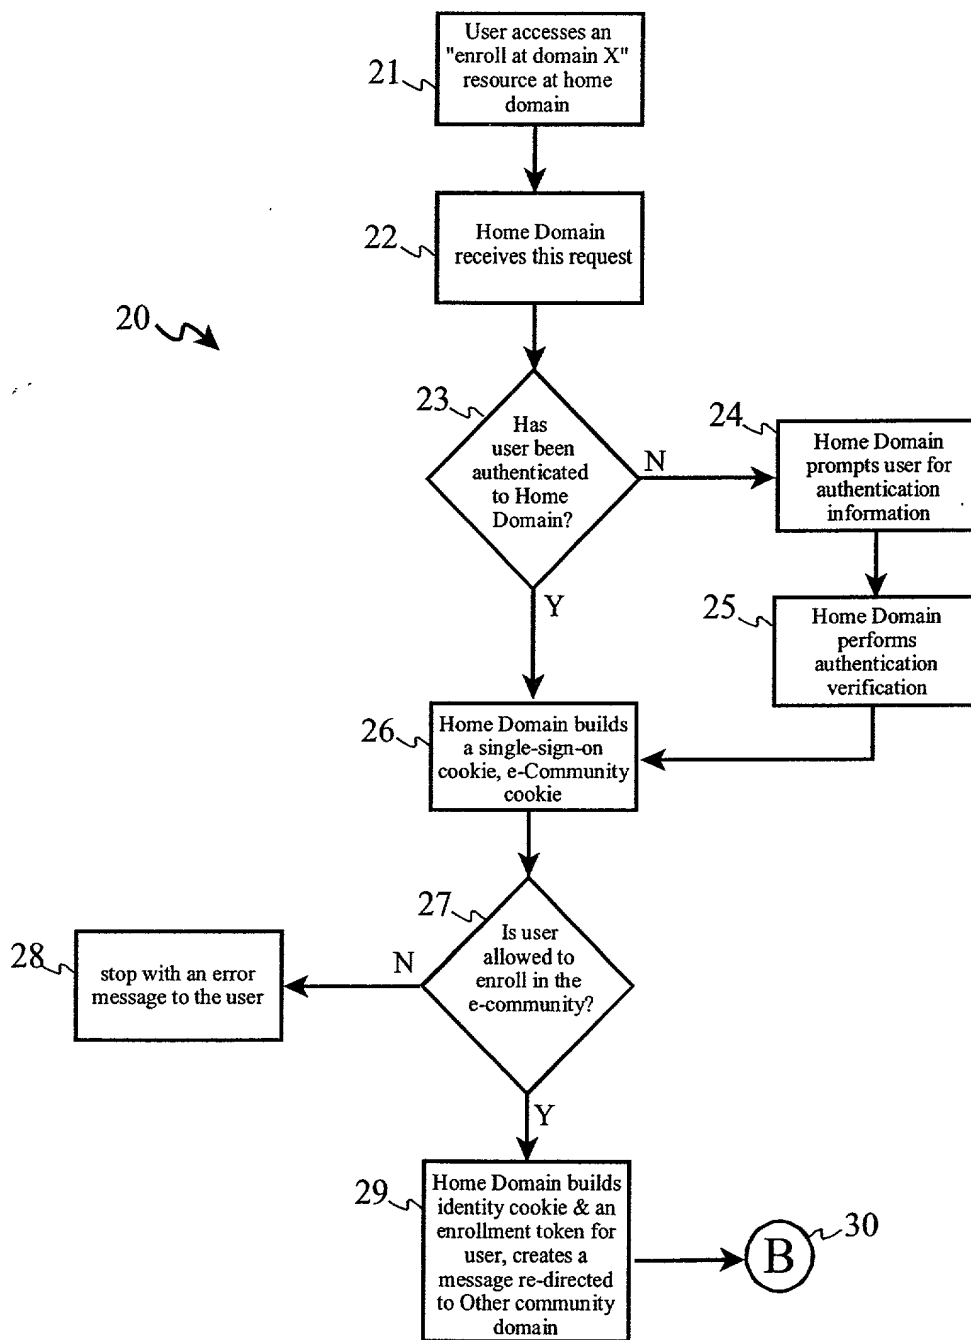 User accesses an
"enroll at domain X"
resource at home
domain
21
22
Home Domain
receives this request
20
23
Has
user been
authenticated
to Home
Domain?
N
24
Home Domain
prompts user for
authentication
information
Y
25
Home Domain
performs
authentication
verification
26
Home Domain builds
a single-sign-on
cookie, e-Community
cookie
27
Is user
allowed to
enroll in the
e-community?
N
28
stop with an error
message to the user
Y
29
Home Domain builds
identity cookie & an
enrollment token for
user, creates a
message re-directed
to Other community
domain
B
30